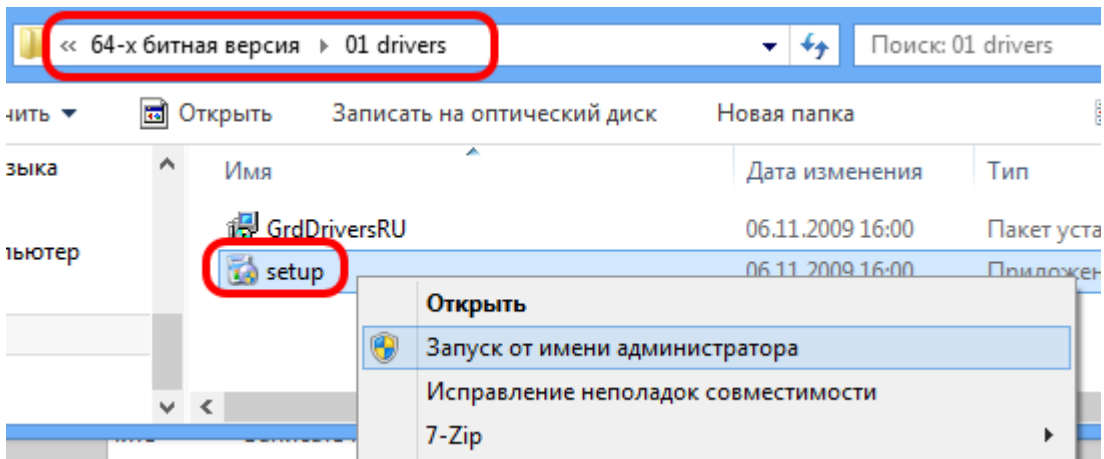 « 64-х битная версия 01 drivers Поиск: 01 drivers
Открыть Записать на оптический диск Новая папка
Имя Дата изменения Тип
GrdDriversRU 06.11.2009 16:00 Пакет
setup 06.11.2009 16:00
Открыть
Запуск от имени администратора
Исправление неполадок совместимости
7-Zip